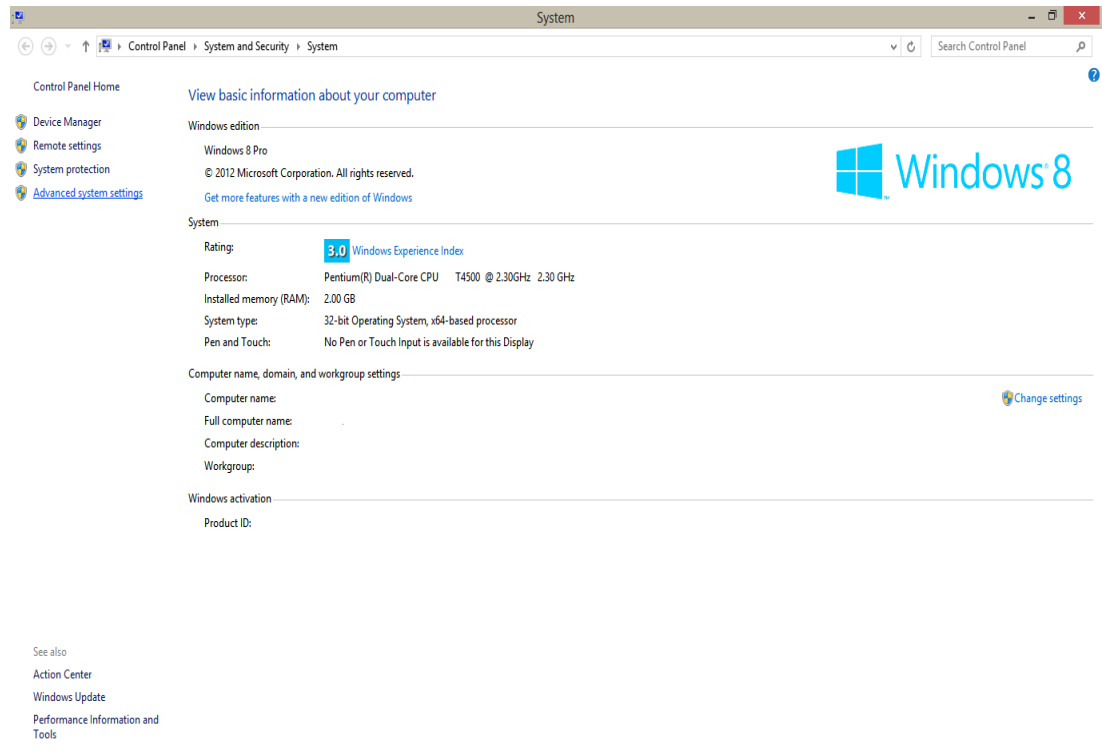 System
Control Panel System and Security System
Search Control Panel
Control Panel Home
Device Manager
Remote settings
System protection
Advanced system settings
View basic information about your computer
Windows edition
Windows 8 Pro
© 2012 Microsoft Corporation. All rights reserved.
Get more features with a new edition of Windows
Windows 8
System
Rating: 3.0 Windows Experience Index
Processor: Pentium(R) Dual-Core CPU T4500 @ 2.30GHz 2.30 GHz
Installed memory (RAM): 2.00 GB
System type: 32-bit Operating System, x64-based processor
Pen and Touch: No Pen or Touch Input is available for this Display
Computer name, domain, and workgroup settings
Computer name: Change settings
Full computer name:
Computer description:
Workgroup:
Windows activation
Product ID:
See also
Action Center
Windows Update
Performance Information and
Tools